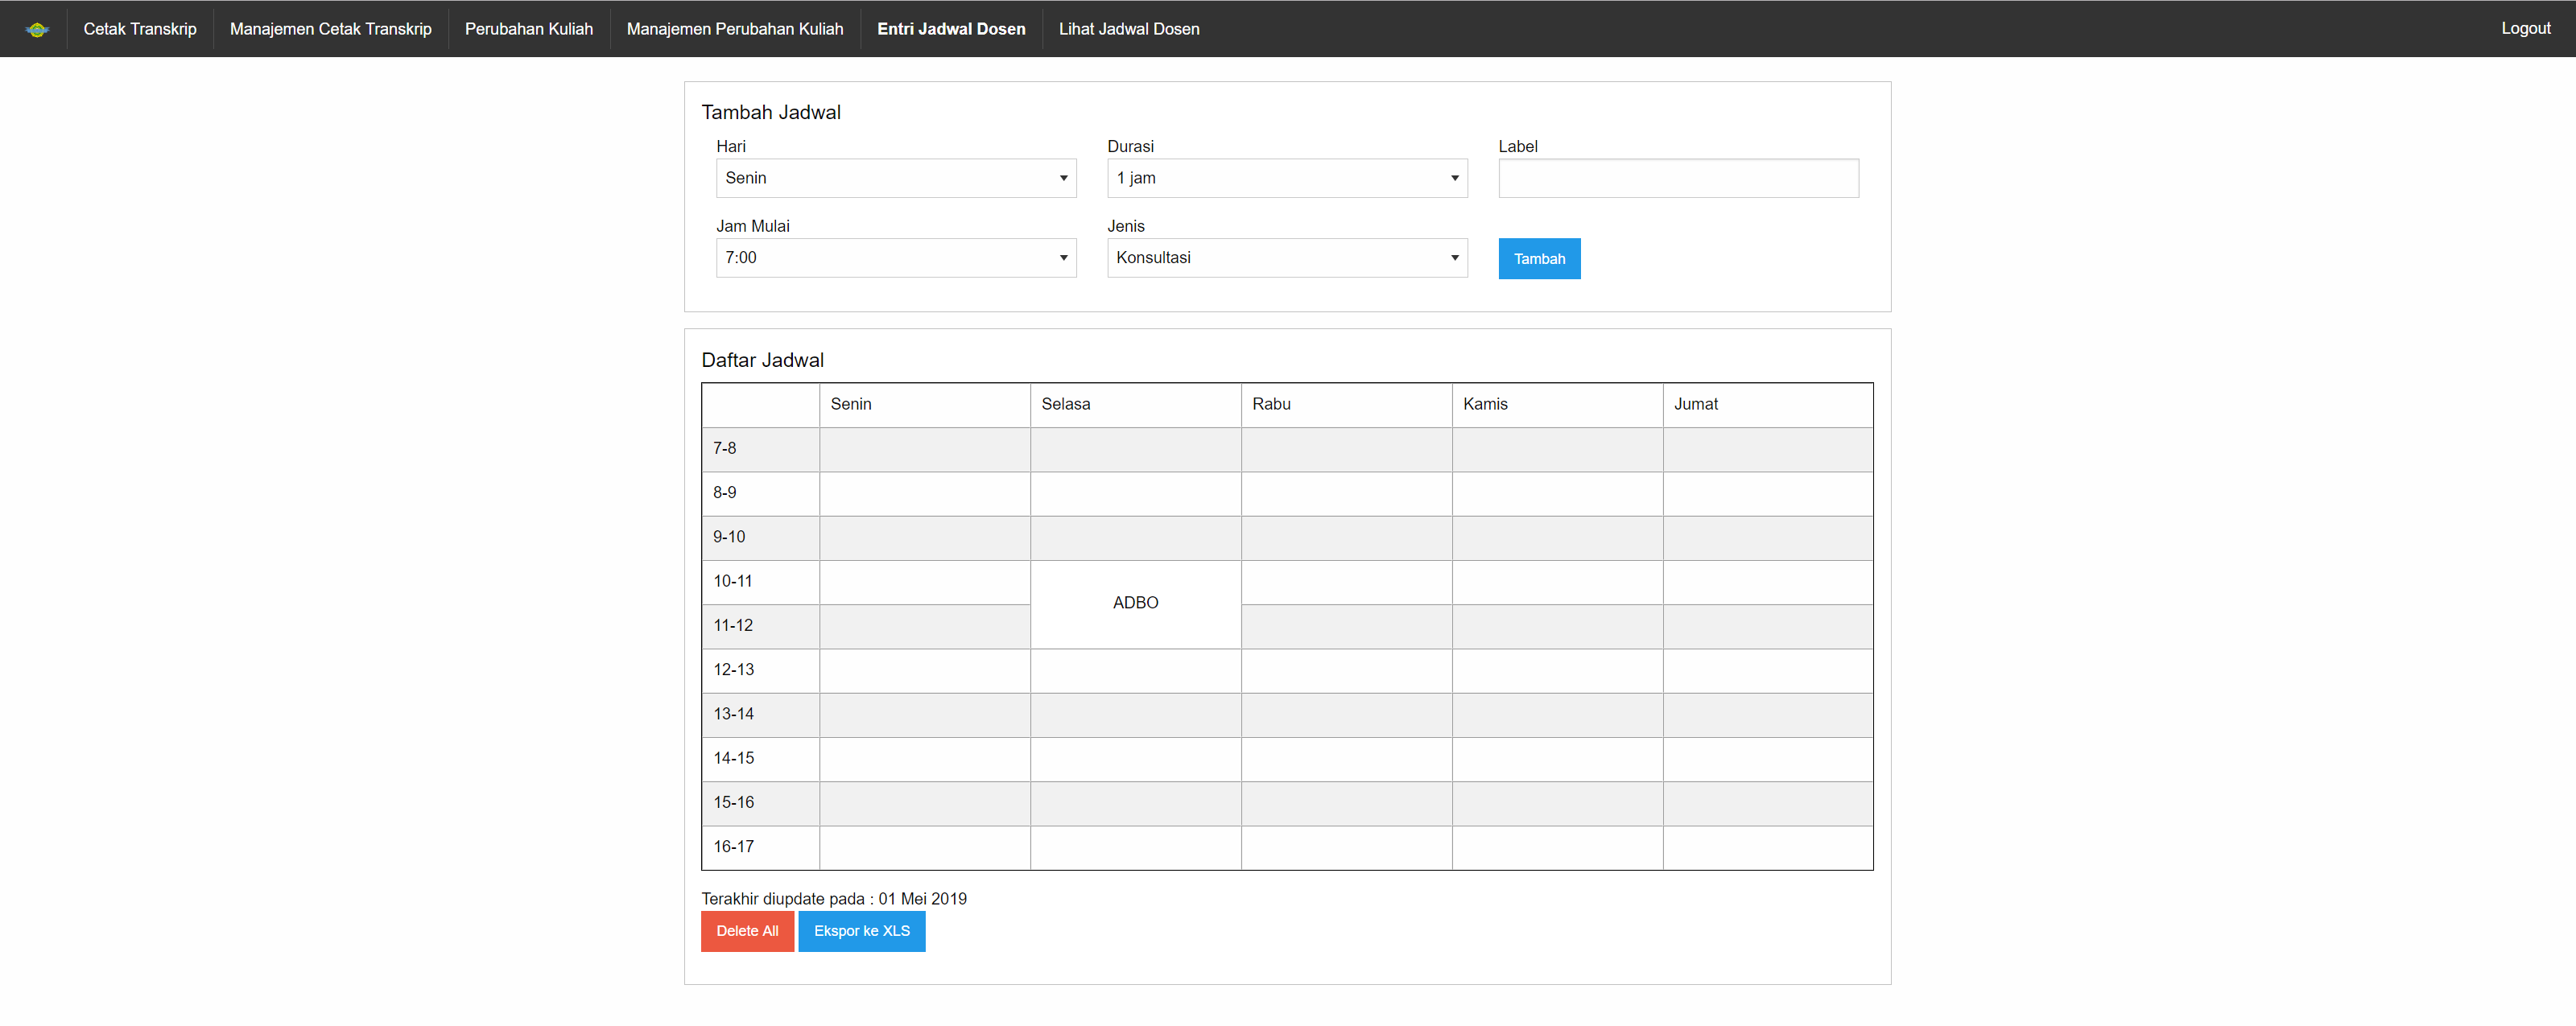 Cetak Transkrip Manajemen Cetak Transkrip Perubahan Kuliah Manajemen Perubahan Kuliah Entri Jadwal Dosen Lihat Jadwal Dosen Logout
Tambah Jadwal
Hari Durasi Label
Senin 1 jam
Jam Mulai Jenis
7:00 Konsultasi Tambah
Daftar Jadwal
Senin Selasa Rabu Kamis Jumat
7-8
8-9
9-10
10-11
ADBO
11-12
12-13
13-14
14-15
15-16
16-17
Terakhir diupdate pada : 01 Mei 2019
Delete All Ekspor ke XLS